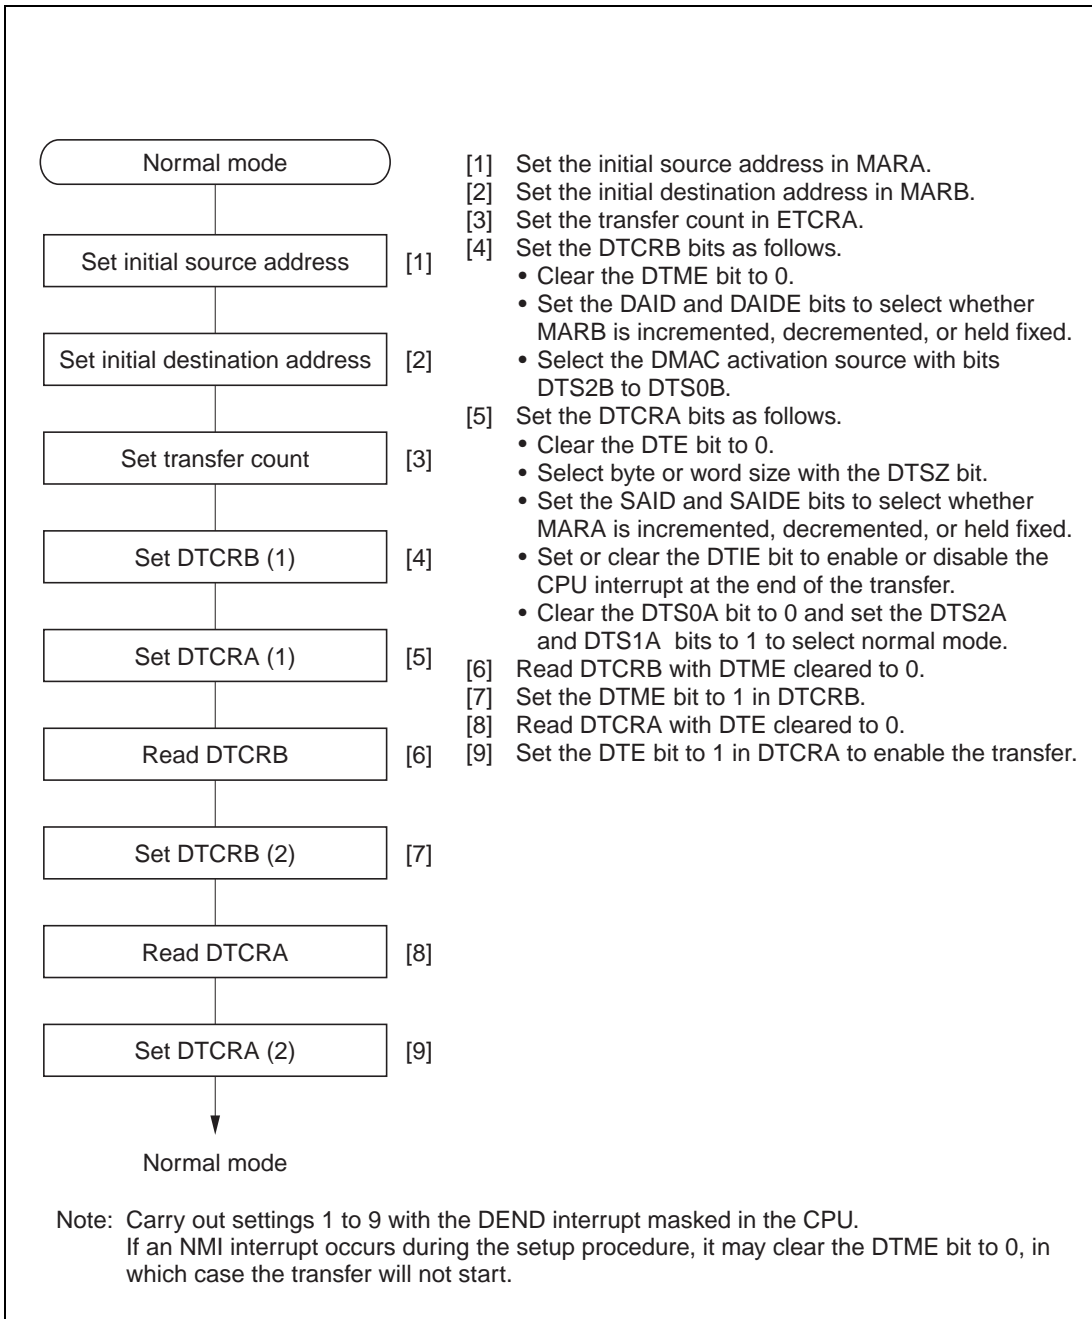 Normal mode
Set initial source address [1]
Set initial destination address [2]
Set transfer count [3]
Set DTCRB (1) [4]
Set DTCRA (1) [5]
Read DTCRB [6]
Set DTCRB (2) [7]
Read DTCRA [8]
Set DTCRA (2) [9]
Normal mode
[1] Set the initial source address in MARA.
[2] Set the initial destination address in MARB.
[3] Set the transfer count in ETCRA.
[4] Set the DTCRB bits as follows.
• Clear the DTME bit to 0.
• Set the DAID and DAIDE bits to select whether
MARB is incremented, decremented, or held fixed.
• Select the DMAC activation source with bits
DTS2B to DTS0B.
[5] Set the DTCRA bits as follows.
• Clear the DTE bit to 0.
• Select byte or word size with the DTSZ bit.
• Set the SAID and SAIDE bits to select whether
MARA is incremented, decremented, or held fixed.
• Set or clear the DTIE bit to enable or disable the
CPU interrupt at the end of the transfer.
• Clear the DTS0A bit to 0 and set the DTS2A
and DTS1A bits to 1 to select normal mode.
[6] Read DTCRB with DTME cleared to 0.
[7] Set the DTME bit to 1 in DTCRB.
[8] Read DTCRA with DTE cleared to 0.
[9] Set the DTE bit to 1 in DTCRA to enable the transfer.
Note: Carry out settings 1 to 9 with the DEND interrupt masked in the CPU.
If an NMI interrupt occurs during the setup procedure, it may clear the DTME bit to 0, in
which case the transfer will not start.